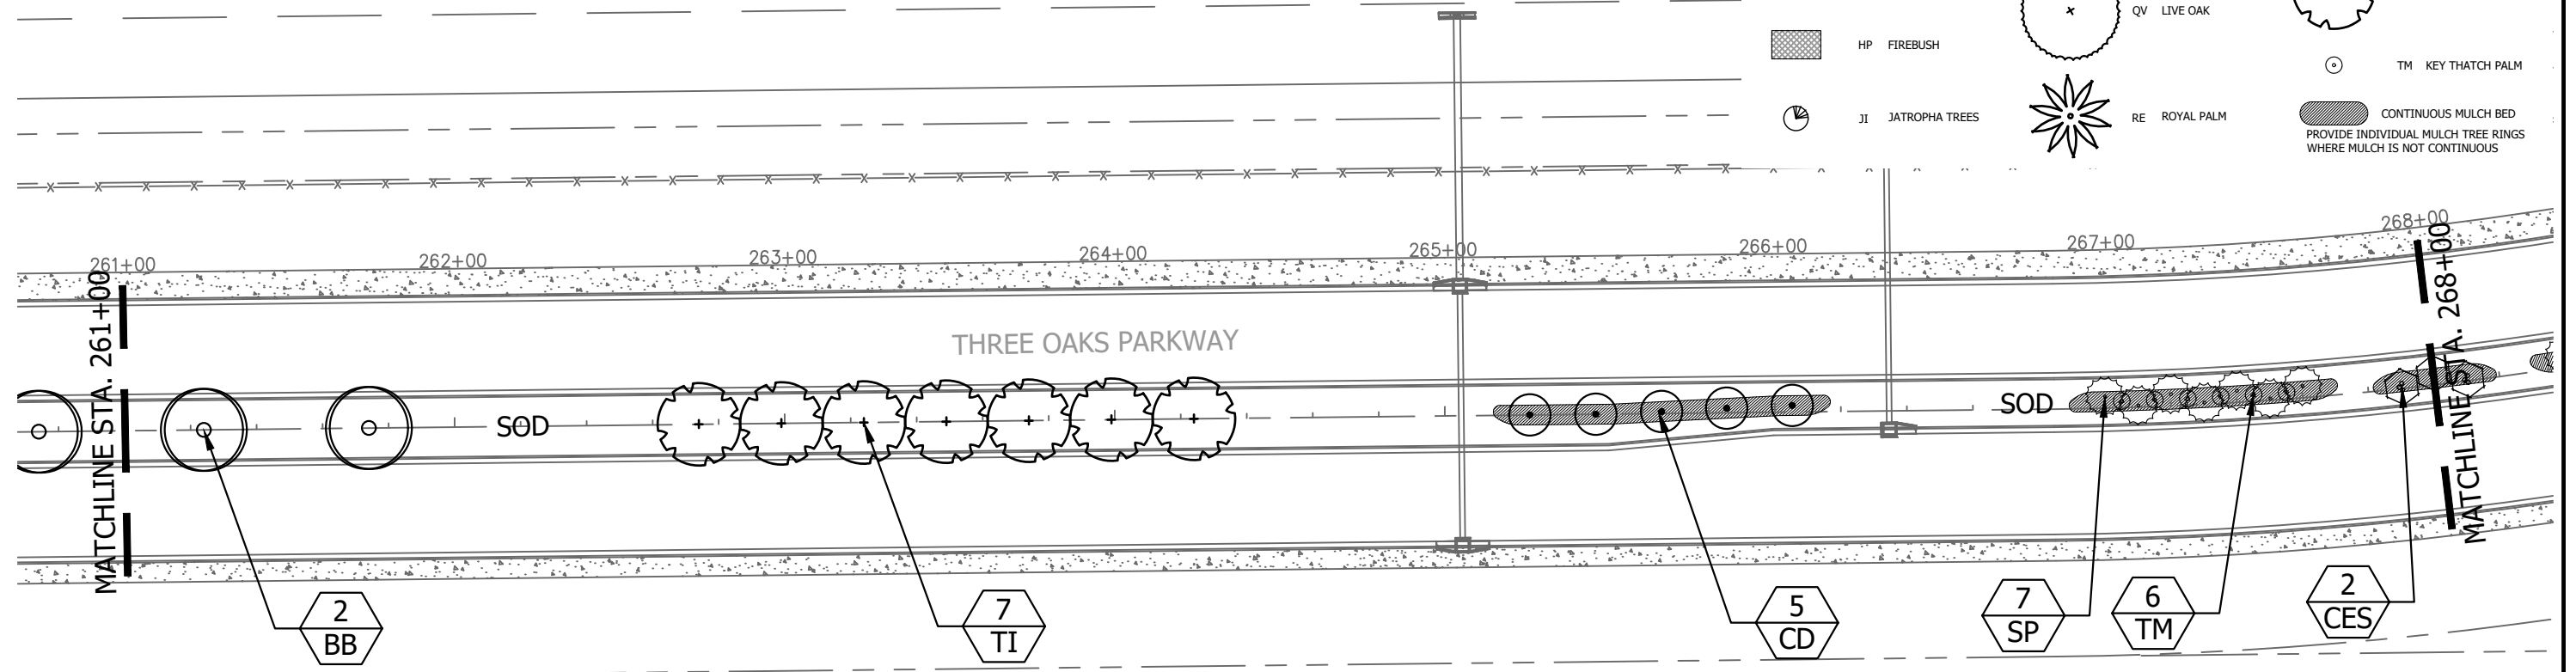 QV LIVE OAK
HP FIREBUSH
TM KEY THATCH PALM
JI JATROPHA TREES
RE ROYAL PALM
CONTINUOUS MULCH BED
PROVIDE INDIVIDUAL MULCH TREE RINGS
WHERE MULCH IS NOT CONTINUOUS
261+00
262+00
263+00
264+00
265+00
266+00
267+00
268+00
MATCHLINE STA. 261+00
THREE OAKS PARKWAY
SOD
SOD
MATCHLINE STA. 268+00
2
BB
7
TI
5
CD
7
SP
6
TM
2
CES